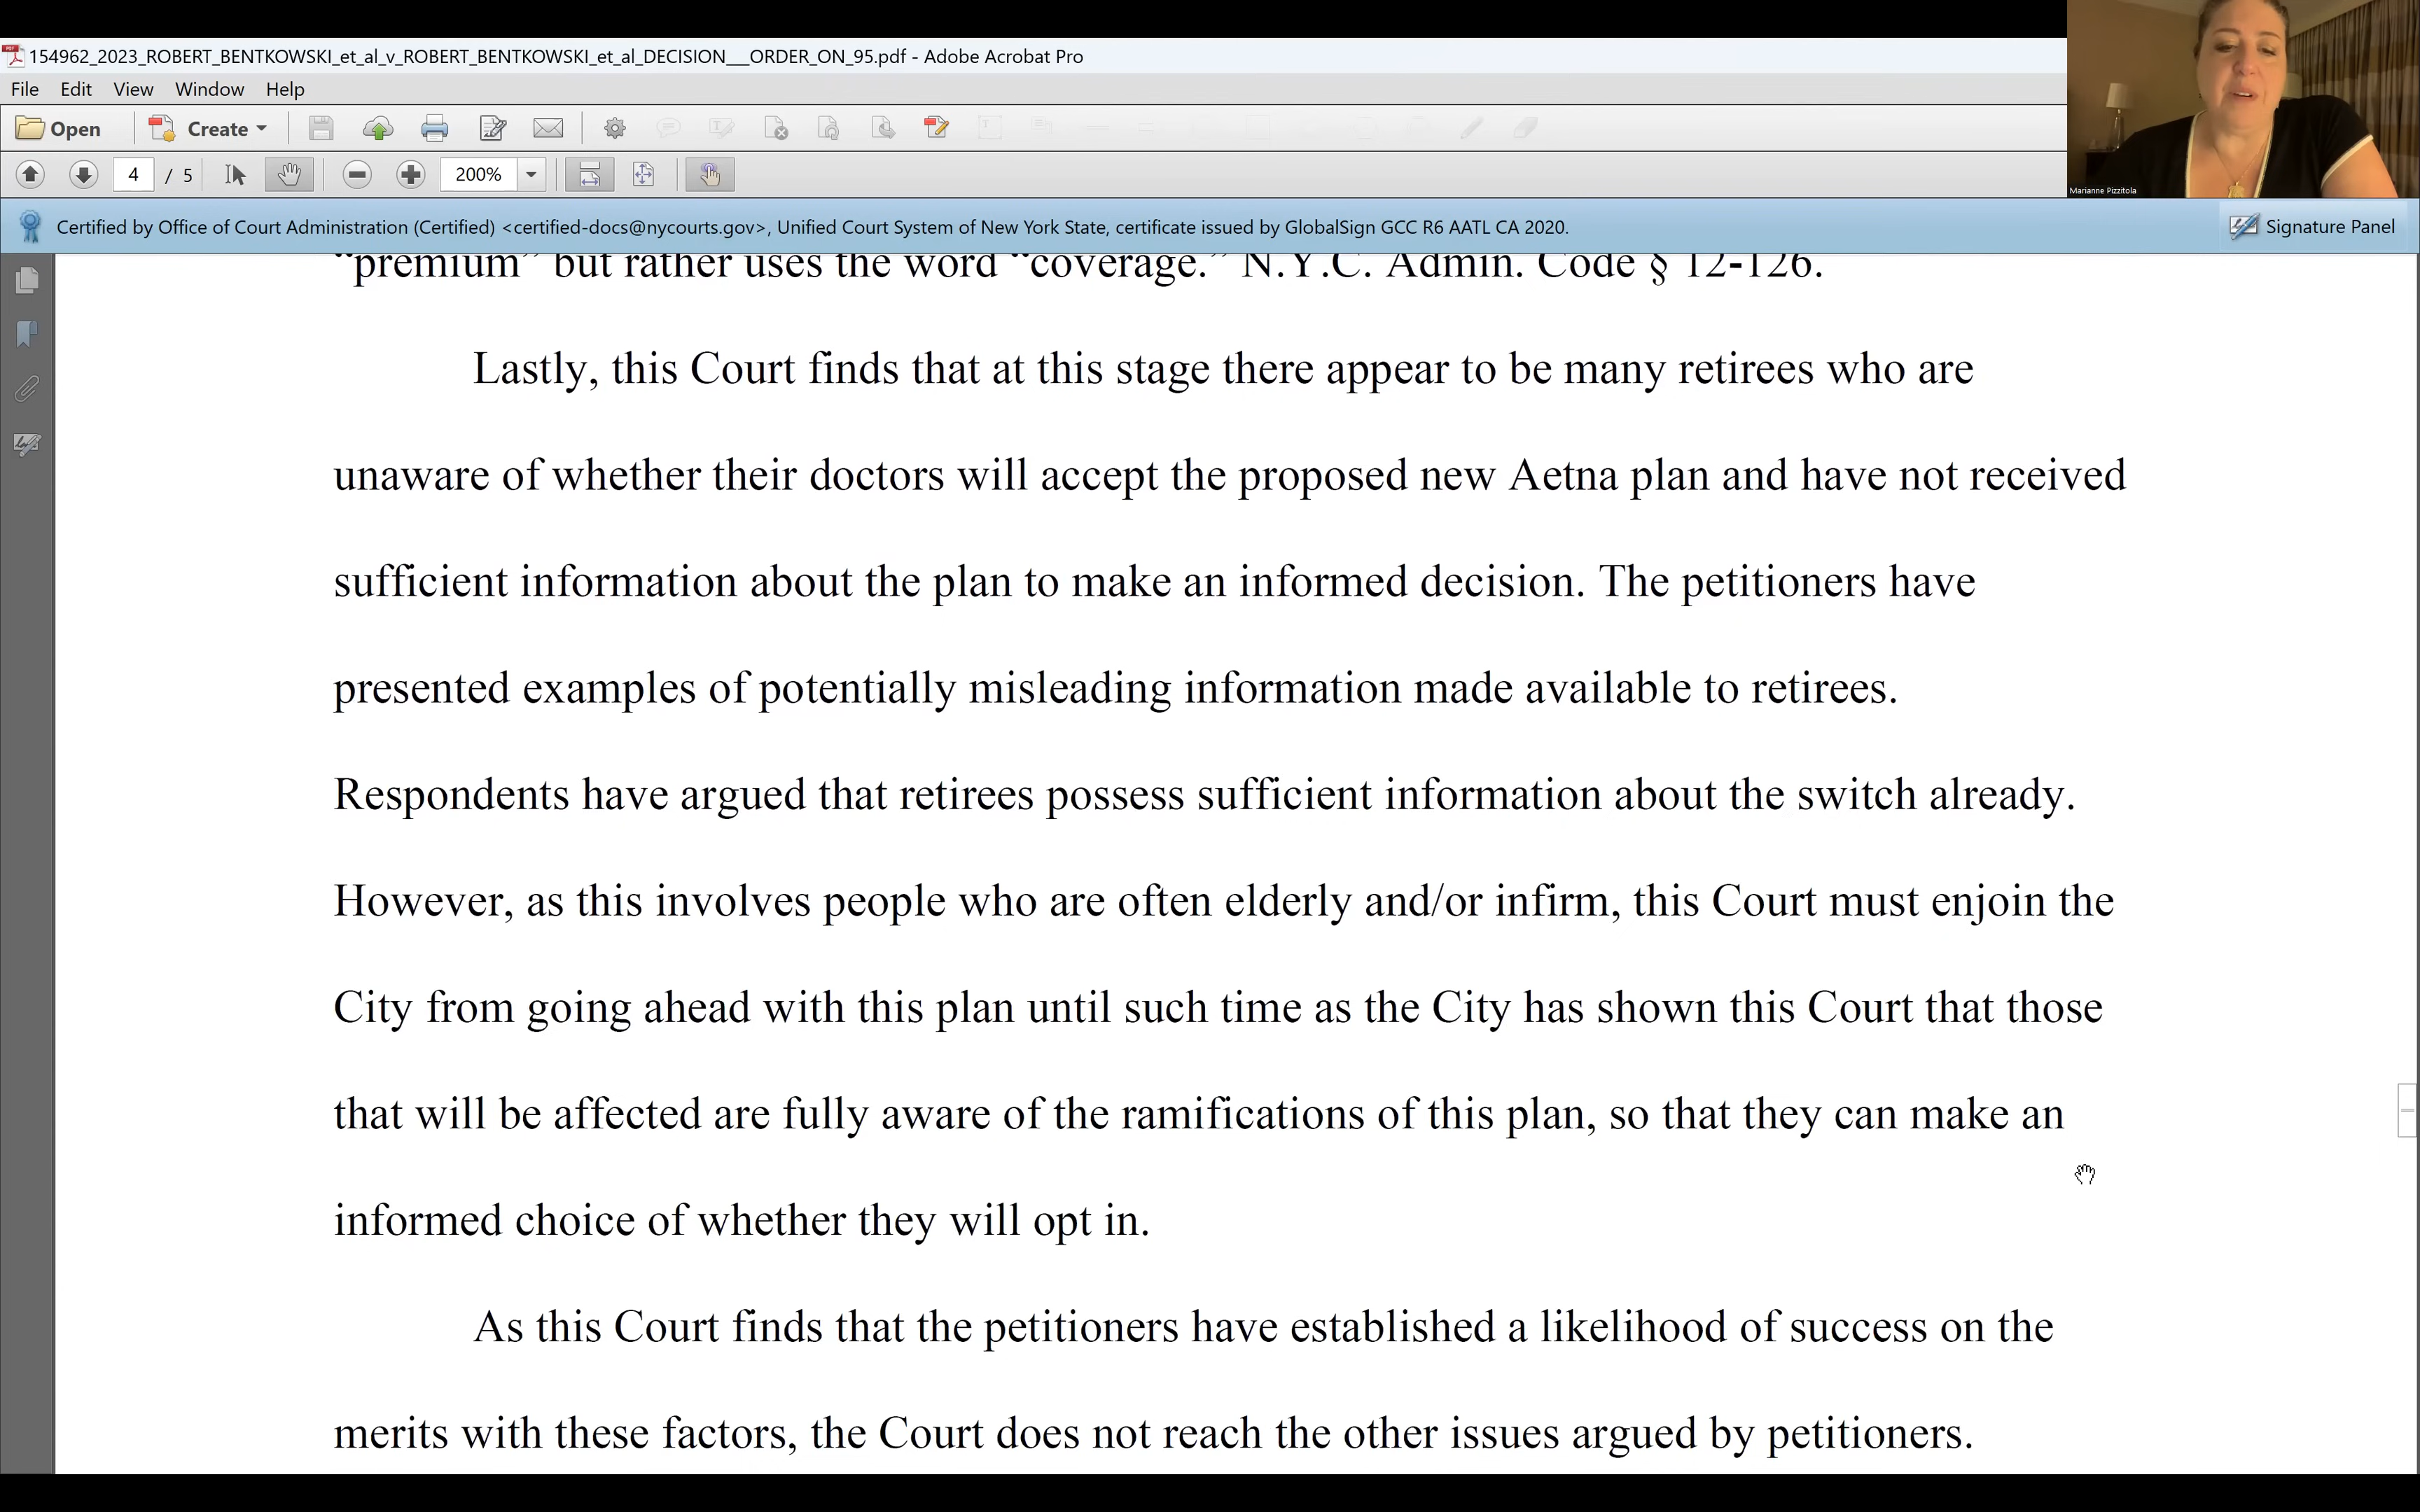 154962_2023_ROBERT_BENTKOWSKI_et_al_v_ROBERT_BENTKOWSKI_et_al_DECISION___ORDER_ON_95.pdf - Adobe Acrobat Pro
File Edit View Window Help
Open Create
4 / 5 200%
Marianne Pizzitola
Certified by Office of Court Administration (Certified) <certified-docs@nycourts.gov>, Unified Court System of New York State, certificate issued by GlobalSign GCC R6 AATL CA 2020. Signature Panel
“premium” but rather uses the word “coverage.” N.Y.C. Admin. Code § 12-126.
Lastly, this Court finds that at this stage there appear to be many retirees who are
unaware of whether their doctors will accept the proposed new Aetna plan and have not received
sufficient information about the plan to make an informed decision. The petitioners have
presented examples of potentially misleading information made available to retirees.
Respondents have argued that retirees possess sufficient information about the switch already.
However, as this involves people who are often elderly and/or infirm, this Court must enjoin the
City from going ahead with this plan until such time as the City has shown this Court that those
that will be affected are fully aware of the ramifications of this plan, so that they can make an
informed choice of whether they will opt in.
As this Court finds that the petitioners have established a likelihood of success on the
merits with these factors, the Court does not reach the other issues argued by petitioners.